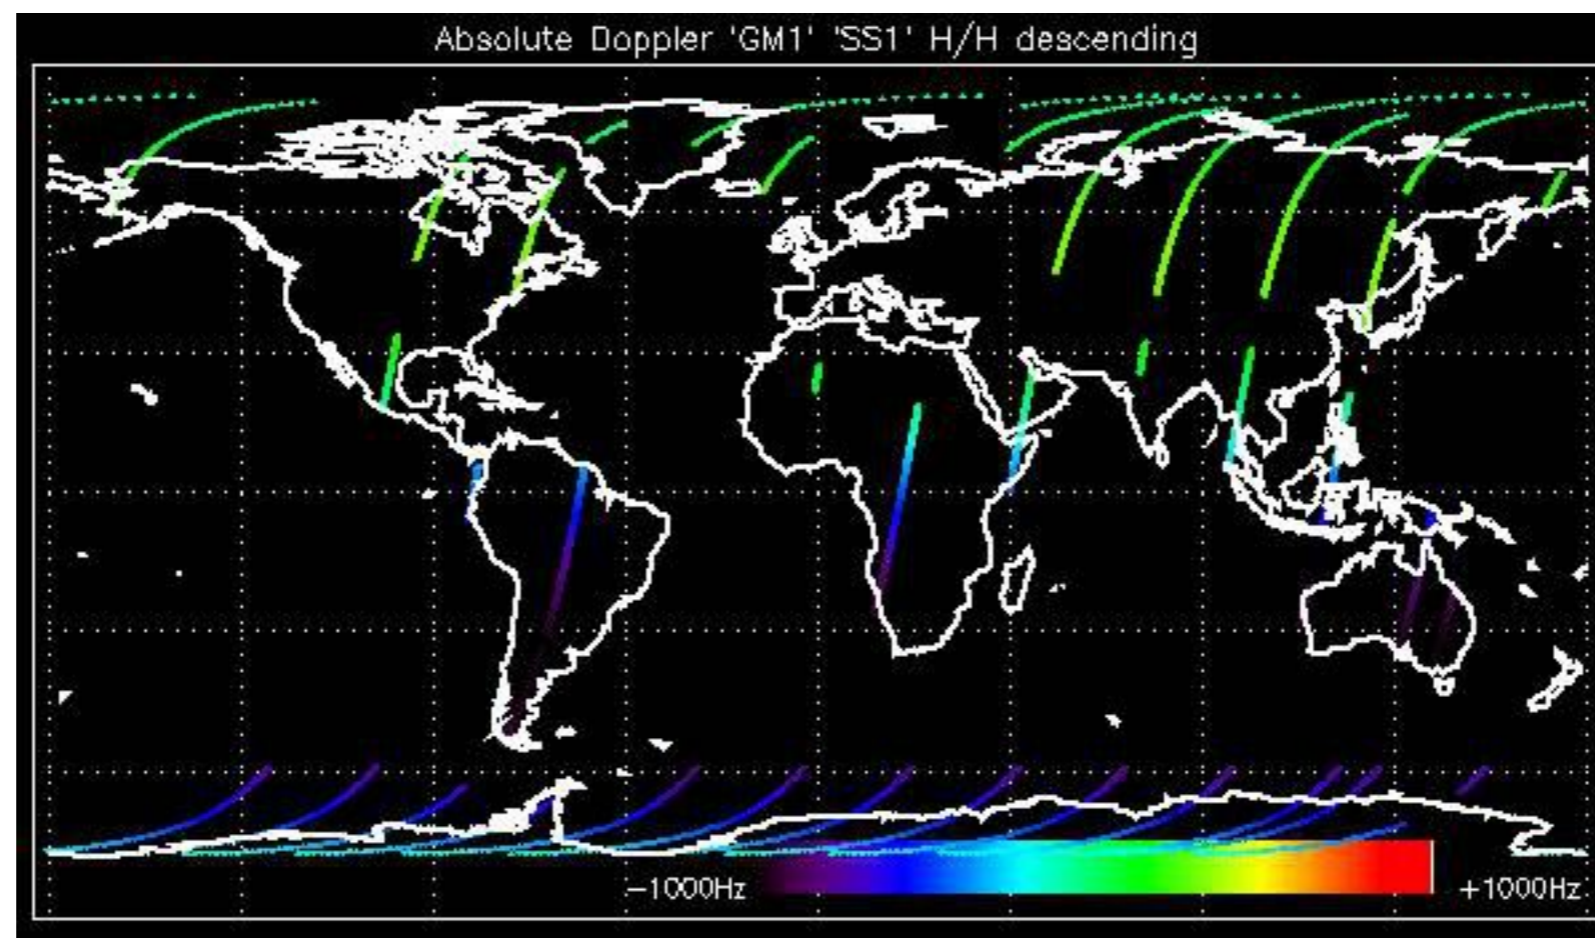 Absolute Doppler 'GM1' 'SS1' H/H descending
−1000Hz
+1000Hz